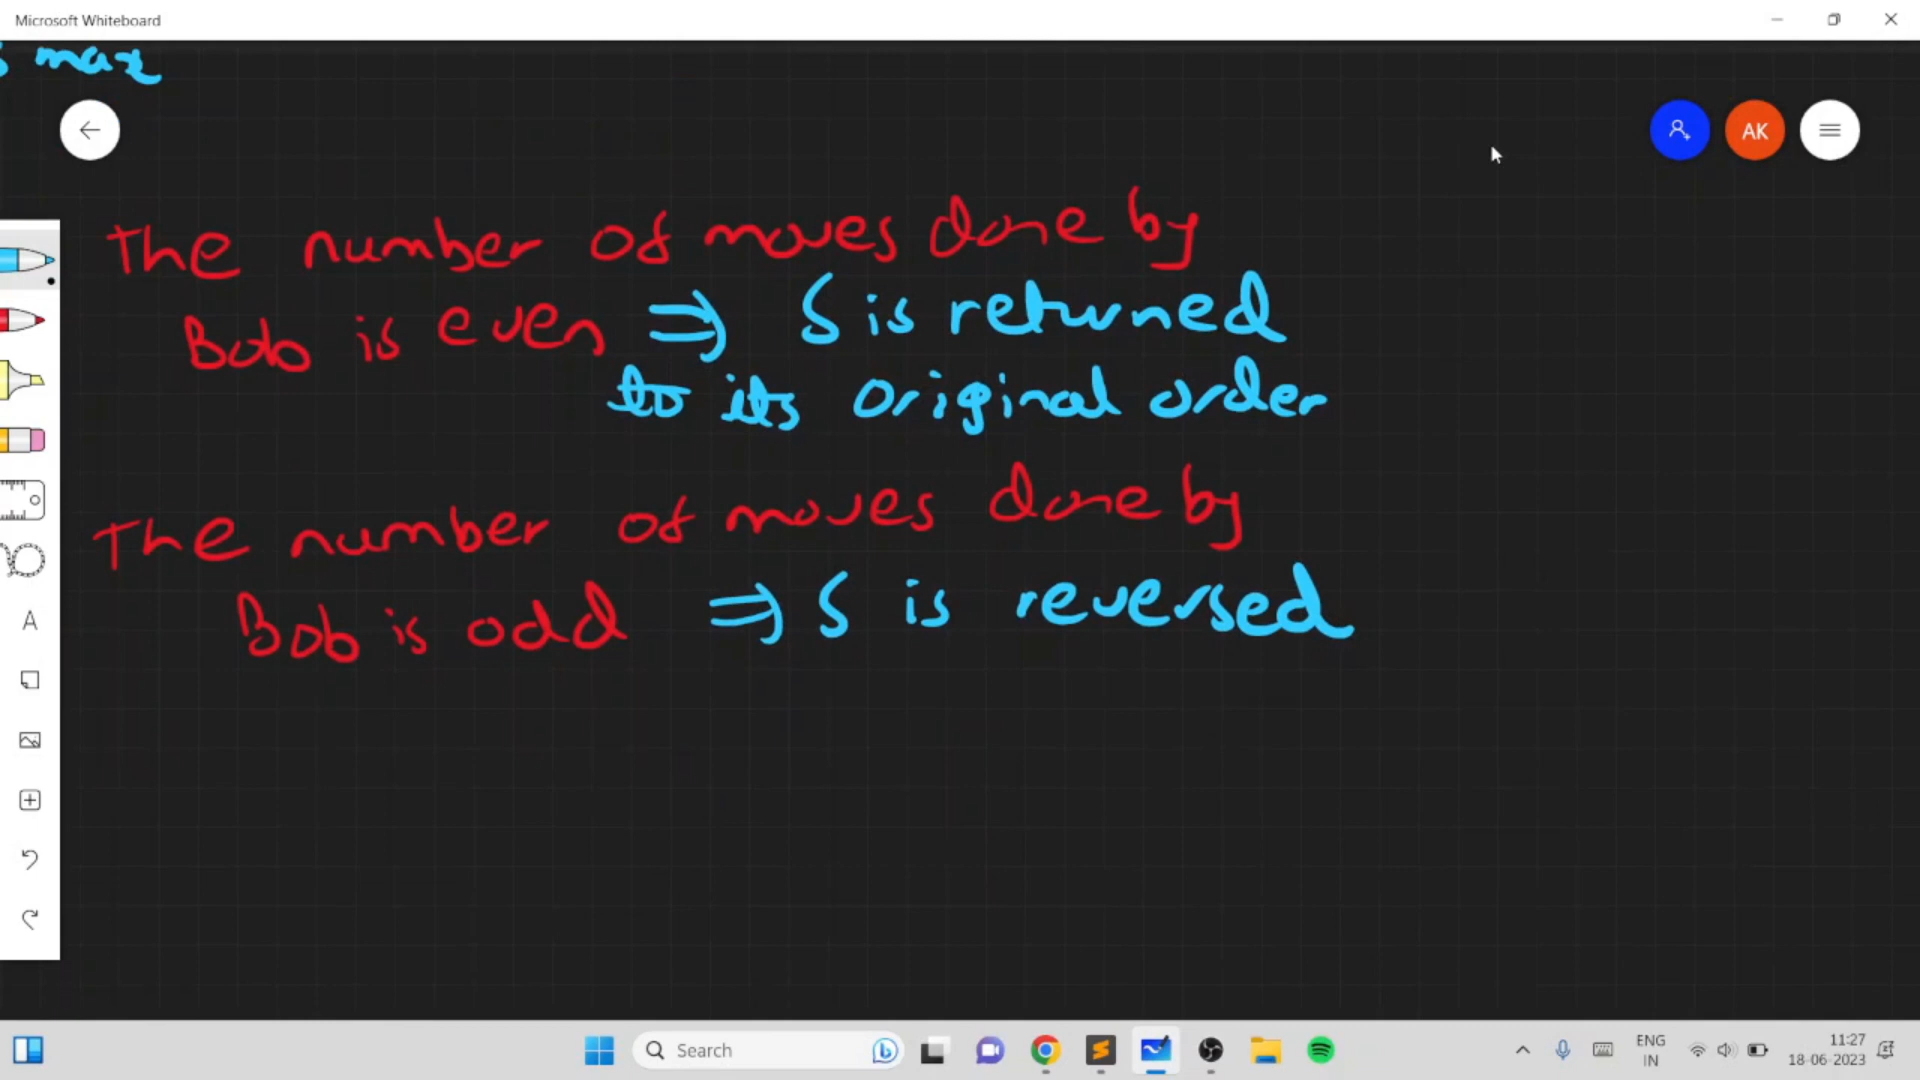 Microsoft Whiteboard
max
AK
The number of moves done by
Bob is even ⇒ S is returned
to its original order
The number of moves done by
Bob is odd ⇒ S is reversed
A
Search
ENG
IN
11:27
18-06-2023